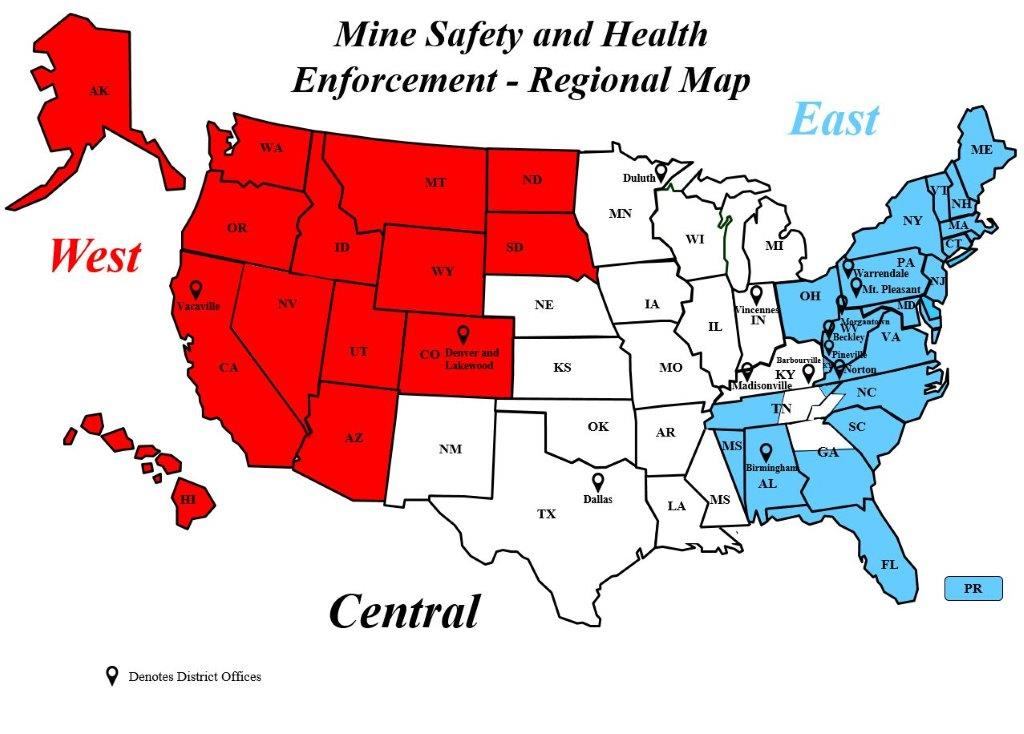 Mine Safety and Health
Enforcement - Regional Map
East
West
Central
AK
WA
MT
ND
MN
Duluth
ME
VT
NH
NY
MA
CT
OR
ID
SD
WI
MI
WY
PA
Warrendale
Mt. Pleasant
NJ
OH
MD
Vacaville
NV
NE
IA
Vincennes
IN
IL
Morgantown
WV
Beckley
VA
UT
CO
Denver and
Lakewood
CA
KS
MO
Pineville
Barbourville
KY
Norton
Madisonville
NC
TN
AZ
NM
OK
AR
SC
MS
GA
Birmingham
AL
HI
TX
Dallas
LA
MS
FL
PR
Denotes District Offices